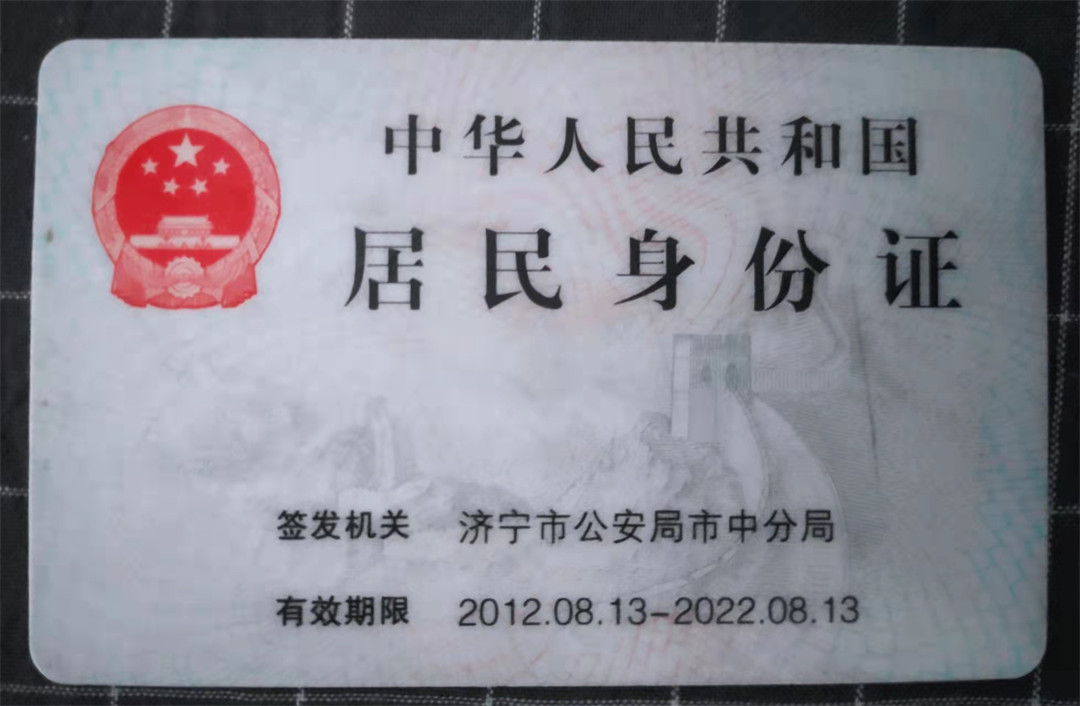 中华人民共和国
居民身份证
签发机关 济宁市公安局市中分局
有效期限 2012.08.13-2022.08.13